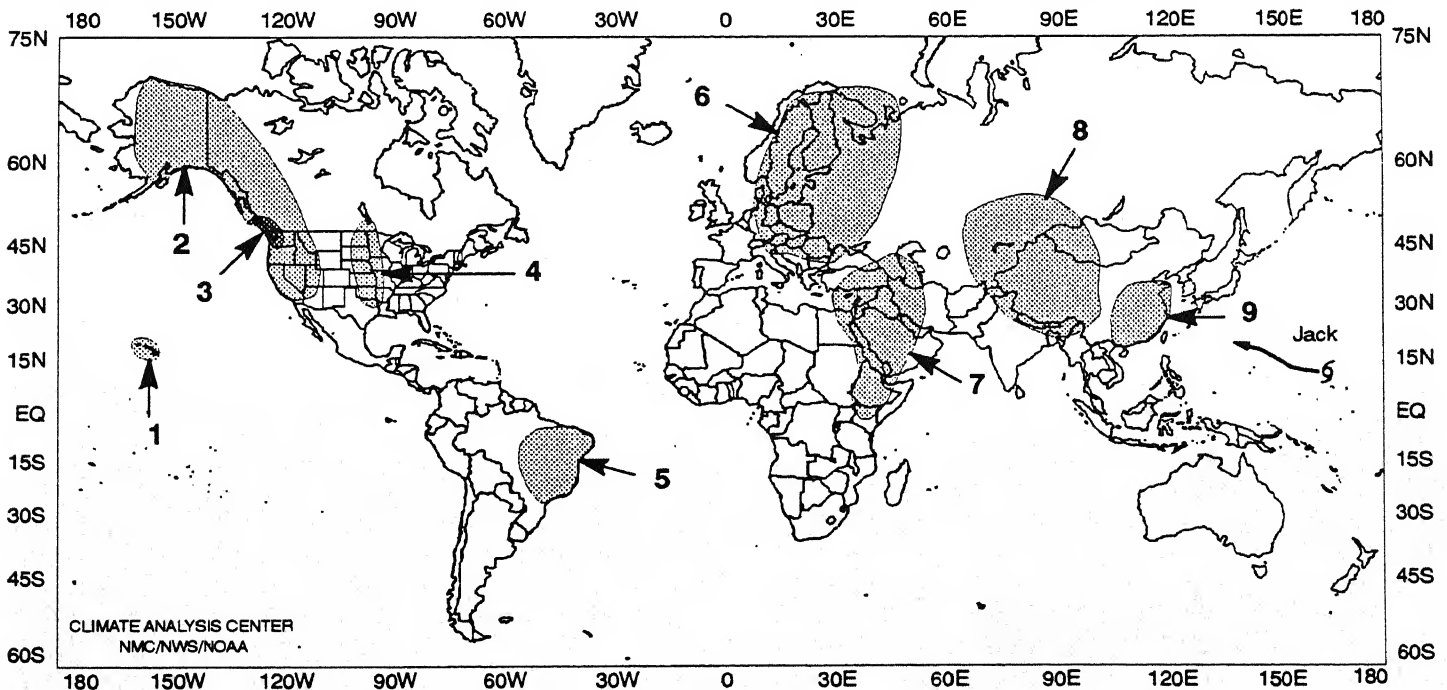 180 150W 120W 90W 60W 30W 0 30E 60E 90E 120E 150E 180
75N 75N
6
8
60N 60N
2
45N 45N
3 4
30N 9 30N
Jack
15N 7 15N
1
EQ EQ
15S 5 15S
30S 30S
45S 45S
CLIMATE ANALYSIS CENTER
NMC/NWS/NOAA
60S 60S
180 150W 120W 90W 60W 30W 0 30E 60E 90E 120E 150E 180